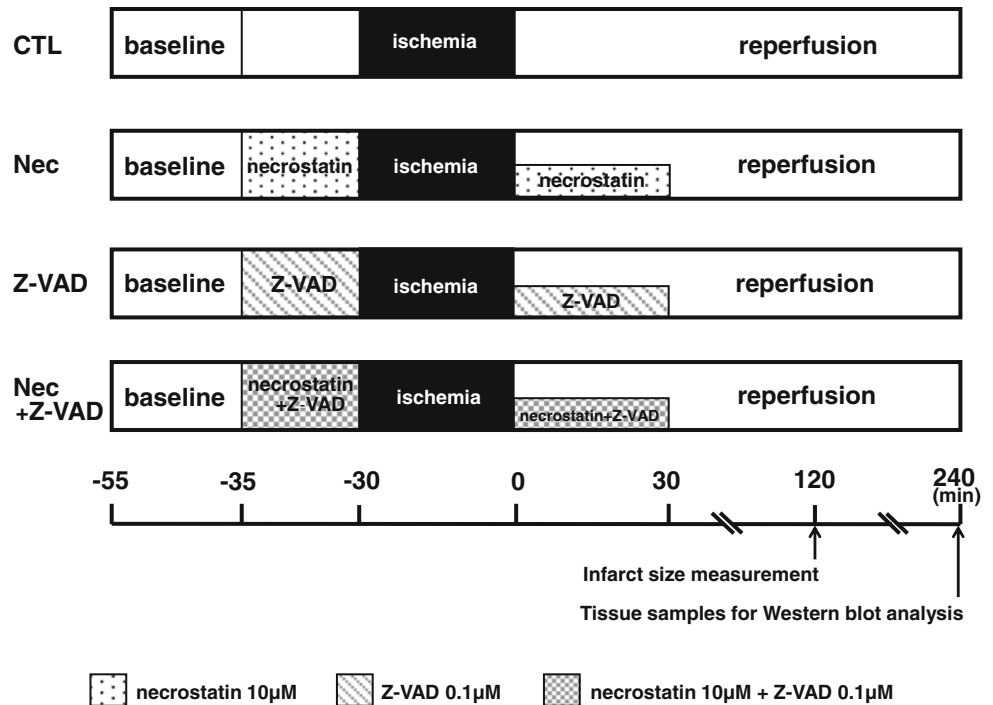 CTL baseline ischemia reperfusion
Nec baseline necrostatin ischemia necrostatin reperfusion
Z-VAD baseline Z-VAD ischemia Z-VAD reperfusion
Nec
+Z-VAD baseline necrostatin
+Z-VAD ischemia necrostatin+Z-VAD reperfusion
-55 -35 -30 0 30 120 240
(min)
Infarct size measurement
Tissue samples for Western blot analysis
necrostatin 10µM Z-VAD 0.1µM necrostatin 10µM + Z-VAD 0.1µM